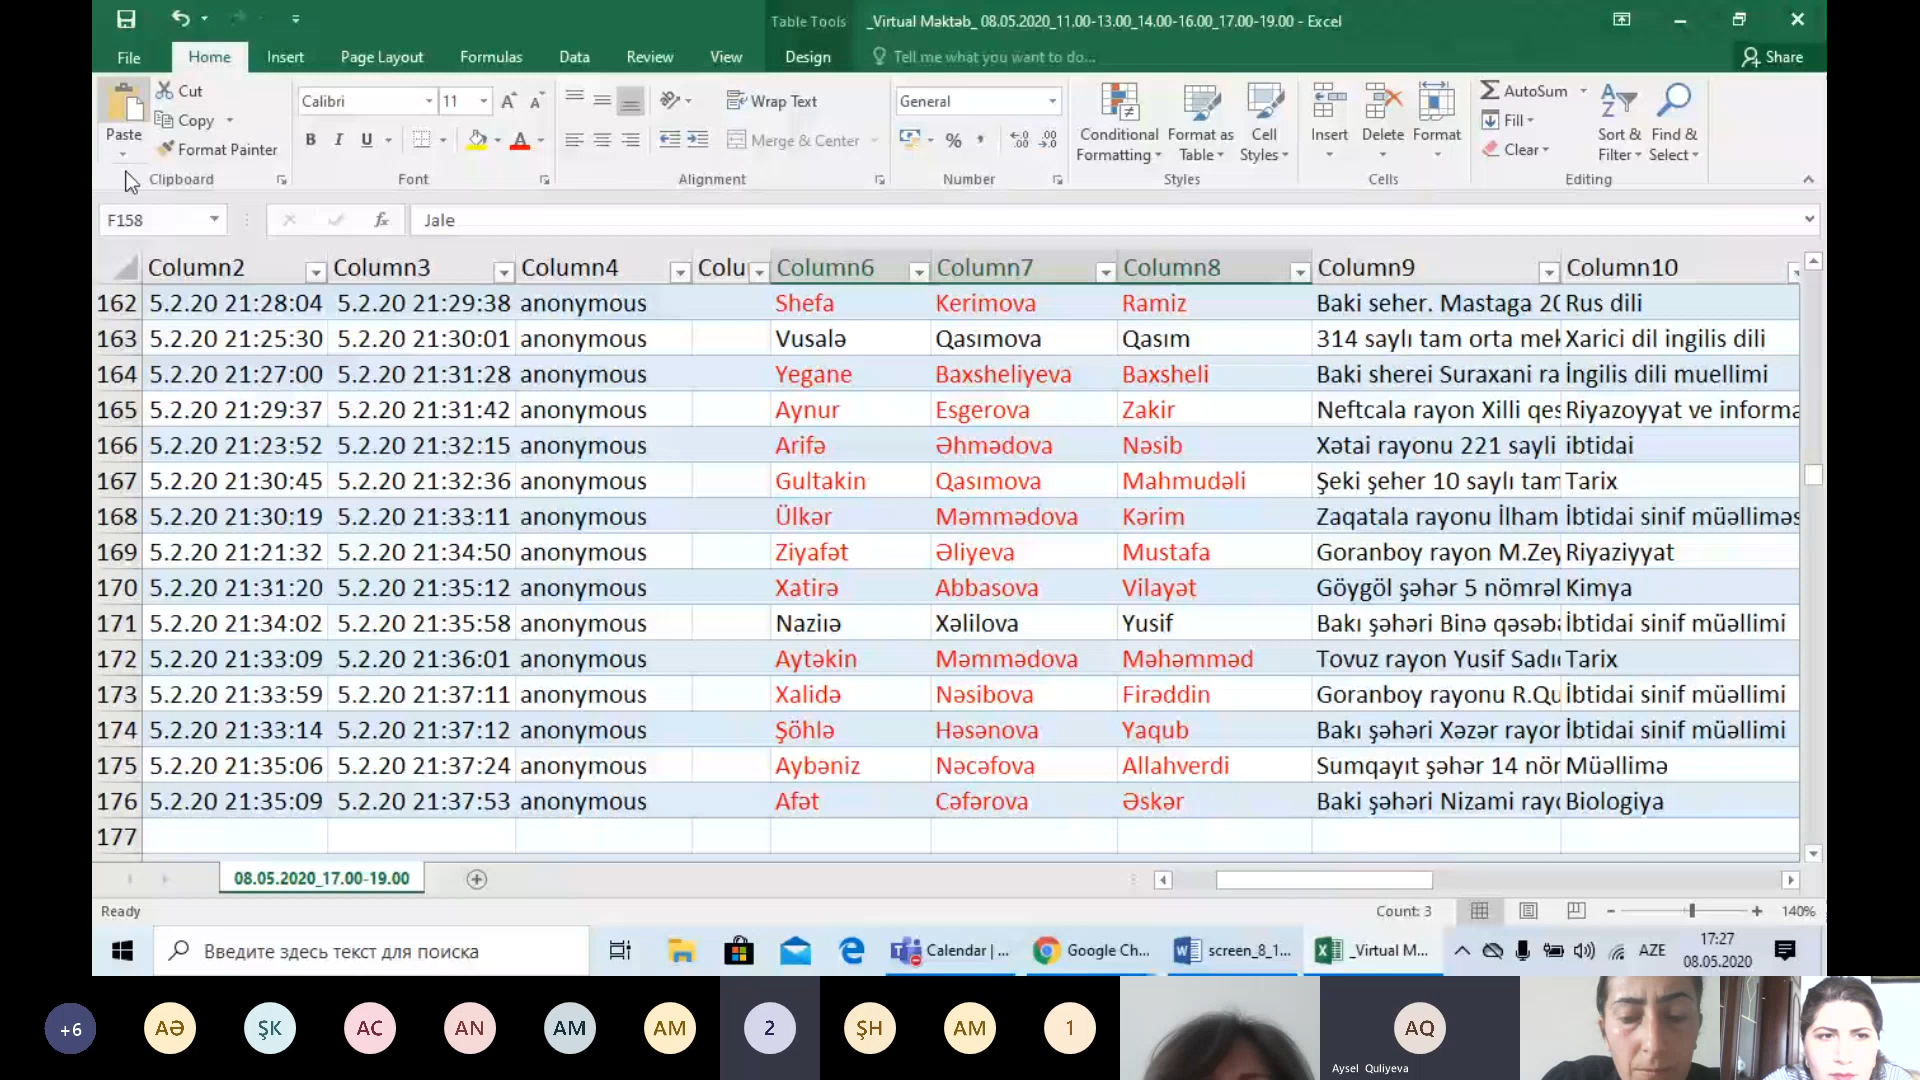 Table Tools
_Virtual Məktəb_ 08.05.2020_11.00-13.00_14.00-16.00_17.00-19.00 - Excel
File Home Insert Page Layout Formulas Data Review View Design Tell me what you want to do... Share
Paste Cut Copy Format Painter
Calibri 11
B I U
Wrap Text
Merge & Center
General
%
Conditional Formatting
Format as Table
Cell Styles
Insert
Delete
Format
AutoSum
Fill
Clear
Sort & Filter
Find & Select
Clipboard Font Alignment Number Styles Cells Editing
F158 fx Jale
Column2 Column3 Column4 Colu Column6 Column7 Column8 Column9 Column10
162 5.2.20 21:28:04 5.2.20 21:29:38 anonymous Shefa Kerimova Ramiz Baki seher. Mastaga 20 Rus dili
163 5.2.20 21:25:30 5.2.20 21:30:01 anonymous Vusalə Qasımova Qasım 314 saylı tam orta mek Xarici dil ingilis dili
164 5.2.20 21:27:00 5.2.20 21:31:28 anonymous Yegane Baxsheliyeva Baxsheli Baki sherei Suraxani ra İngilis dili muellimi
165 5.2.20 21:29:37 5.2.20 21:31:42 anonymous Aynur Esgerova Zakir Neftcala rayon Xilli qes Riyazoyyat ve informa
166 5.2.20 21:23:52 5.2.20 21:32:15 anonymous Arifə Əhmədova Nəsib Xətai rayonu 221 sayli ibtidai
167 5.2.20 21:30:45 5.2.20 21:32:36 anonymous Gultakin Qasımova Mahmudəli Şeki şeher 10 saylı tam Tarix
168 5.2.20 21:30:19 5.2.20 21:33:11 anonymous Ülkər Məmmədova Kərim Zaqatala rayonu İlham İbtidai sinif müəlliməs
169 5.2.20 21:21:32 5.2.20 21:34:50 anonymous Ziyafət Əliyeva Mustafa Goranboy rayon M.Zey Riyaziyyat
170 5.2.20 21:31:20 5.2.20 21:35:12 anonymous Xatirə Abbasova Vilayət Göygöl şəhər 5 nömrəl Kimya
171 5.2.20 21:34:02 5.2.20 21:35:58 anonymous Naziıə Xəlilova Yusif Bakı şəhəri Binə qəsəbə İbtidai sinif müəllimi
172 5.2.20 21:33:09 5.2.20 21:36:01 anonymous Aytəkin Məmmədova Məhəmməd Tovuz rayon Yusif Sadı Tarix
173 5.2.20 21:33:59 5.2.20 21:37:11 anonymous Xalidə Nəsibova Firəddin Goranboy rayonu R.Qu İbtidai sinif müəllimi
174 5.2.20 21:33:14 5.2.20 21:37:12 anonymous Şöhlə Həsənova Yaqub Bakı şəhəri Xəzər rayor İbtidai sinif müəllimi
175 5.2.20 21:35:06 5.2.20 21:37:24 anonymous Aybəniz Nəcəfova Allahverdi Sumqayıt şəhər 14 nör Müəllimə
176 5.2.20 21:35:09 5.2.20 21:37:53 anonymous Afət Cəfərova Əskər Baki şəhəri Nizami rayo Biologiya
177
08.05.2020_17.00-19.00
Ready Count: 3 140%
Введите здесь текст для поиска Calendar | ... Google Ch... screen_8_1... _Virtual M... AZE 17:27
08.05.2020
+6 AƏ ŞK AC AN AM AM 2 ŞH AM 1 AQ
Aysel Quliyeva